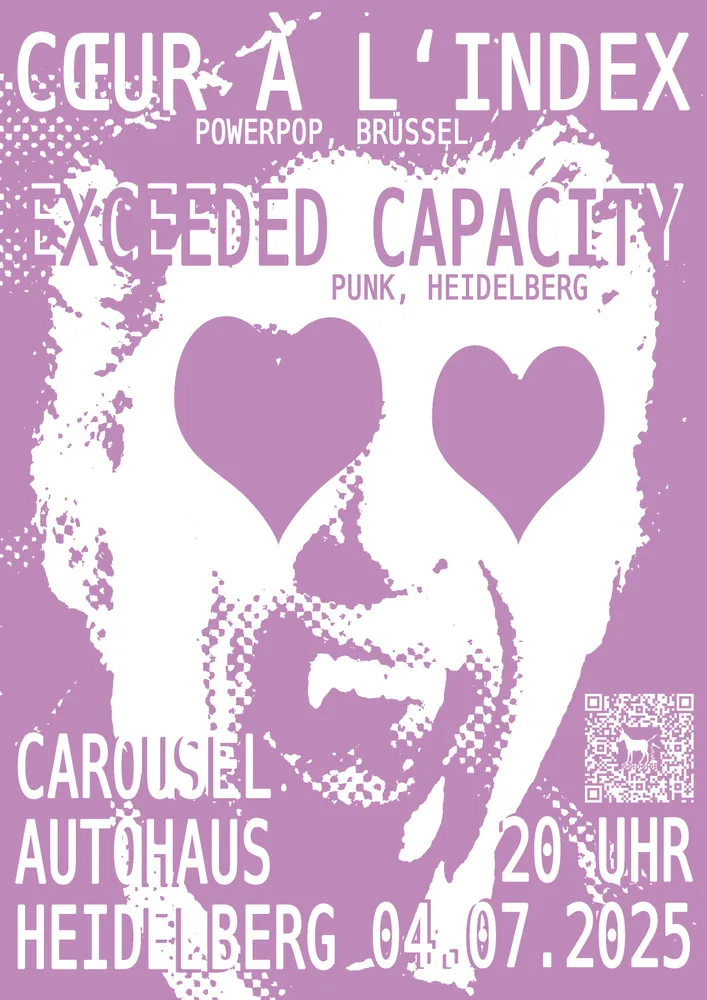 CŒUR À L‘INDEX
POWERPOP, BRÜSSEL
EXCEEDED CAPACITY
PUNK, HEIDELBERG
CAROUSEL
AUTOHAUS
20 UHR
HEIDELBERG 04.07.2025